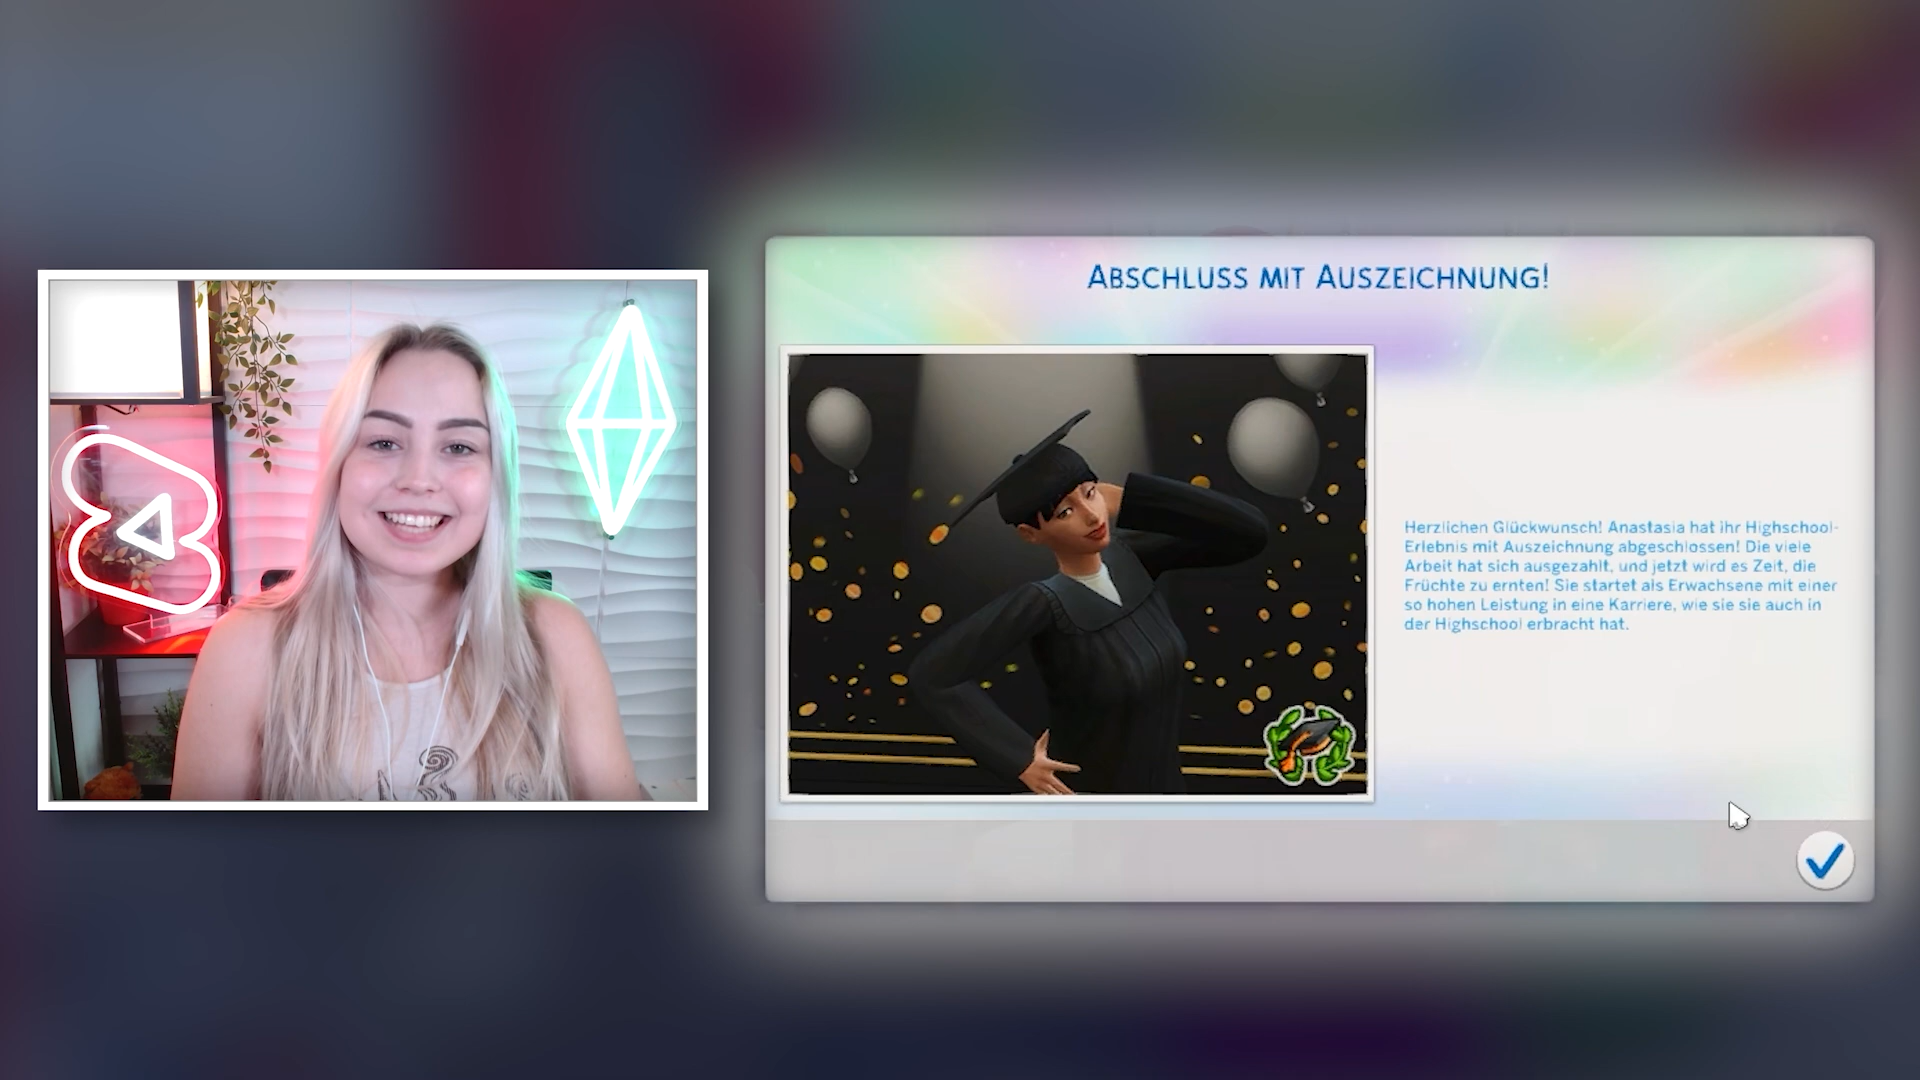 Abschluss mit Auszeichnung!
Herzlichen Glückwunsch! Anastasia hat ihr Highschool-
Erlebnis mit Auszeichnung abgeschlossen! Die viele
Arbeit hat sich ausgezahlt, und jetzt wird es Zeit, die
Früchte zu ernten! Sie startet als Erwachsene mit einer
so hohen Leistung in eine Karriere, wie sie sie auch in
der Highschool erbracht hat.